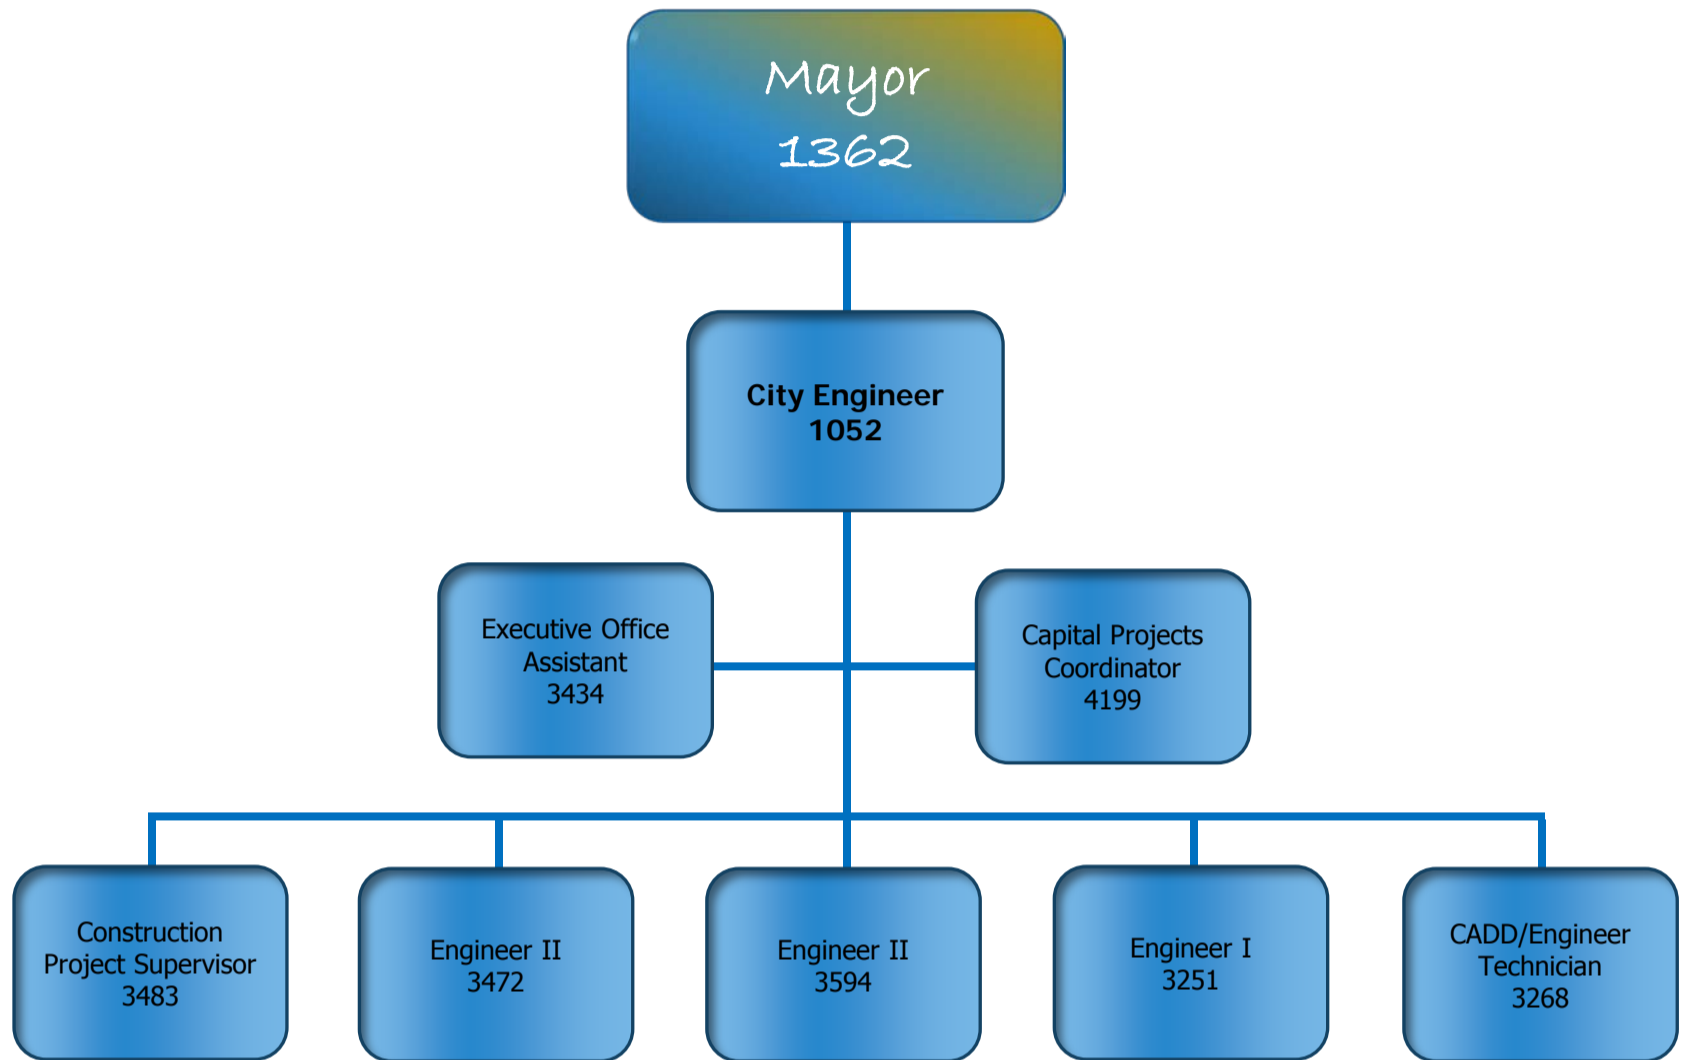 Mayor
1362
City Engineer
1052
Executive Office
Assistant
3434
Capital Projects
Coordinator
4199
Construction
Project Supervisor
3483
Engineer II
3472
Engineer II
3594
Engineer I
3251
CADD/Engineer
Technician
3268